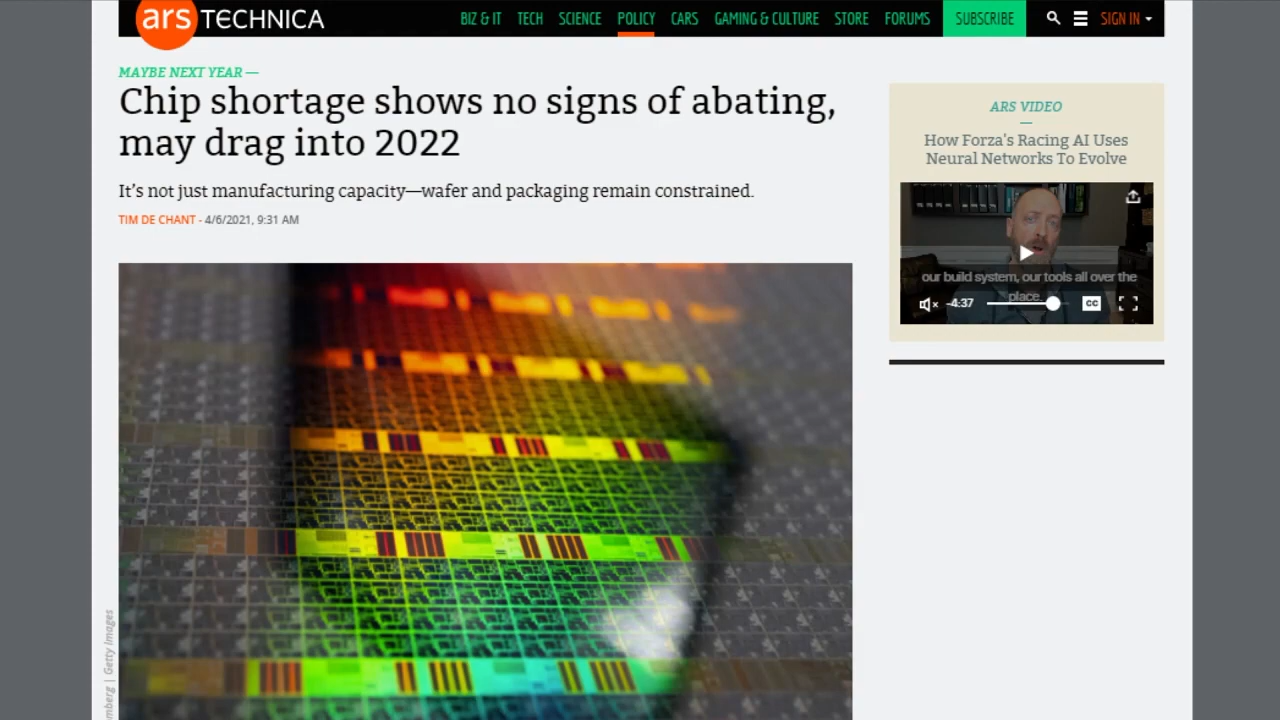 ars TECHNICA
BIZ & IT TECH SCIENCE POLICY CARS GAMING & CULTURE STORE FORUMS SUBSCRIBE SIGN IN
MAYBE NEXT YEAR —
Chip shortage shows no signs of abating,
may drag into 2022
It’s not just manufacturing capacity—wafer and packaging remain constrained.
TIM DE CHANT - 4/6/2021, 9:31 AM
ARS VIDEO
How Forza's Racing AI Uses
Neural Networks To Evolve
our build system, our tools all over the
place.
-4:37
CC
Getty Images